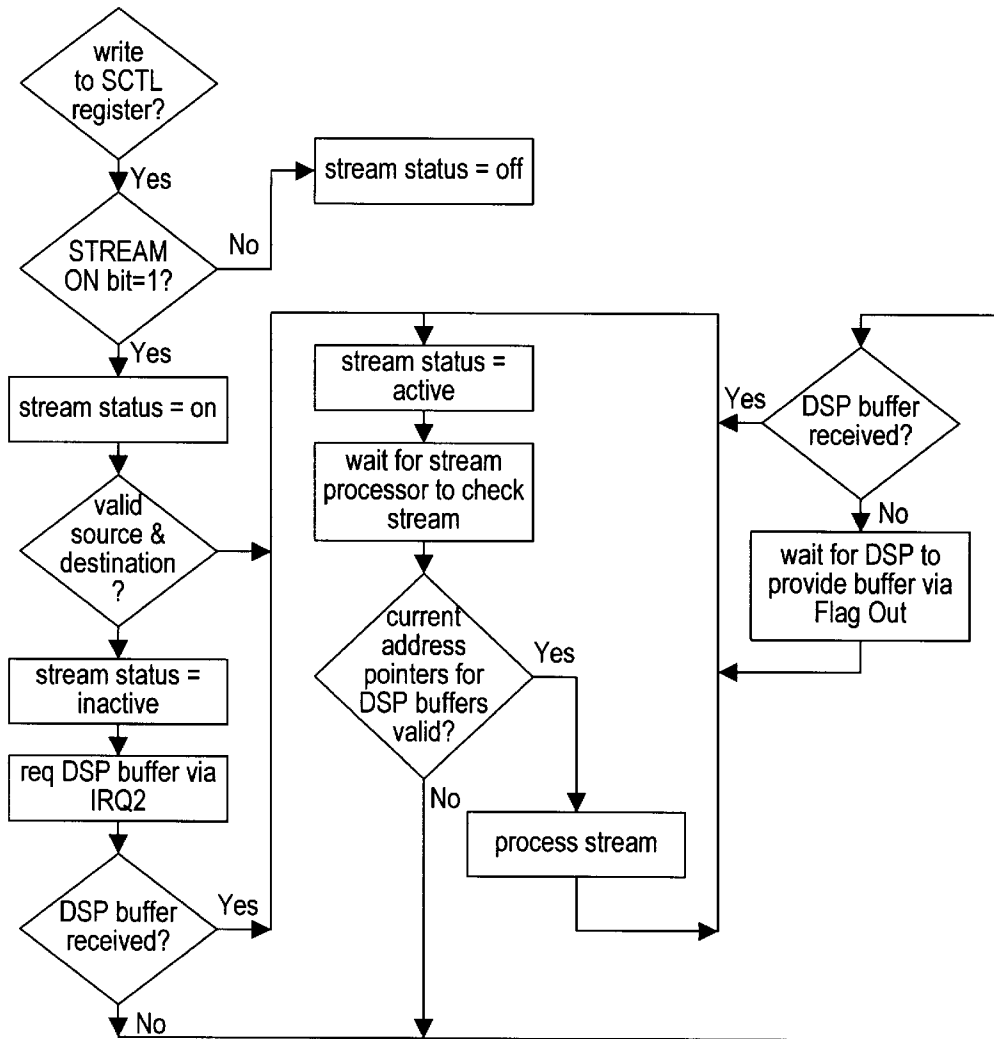 write
to SCTL
register?
Yes
stream status = off
STREAM
ON bit=1?
No
Yes
stream status = on
valid
source &
destination
?
stream status =
inactive
req DSP buffer via
IRQ2
DSP buffer
received?
Yes
No
stream status =
active
wait for stream
processor to check
stream
current
address
pointers for
DSP buffers
valid?
Yes
No
process stream
DSP buffer
received?
Yes
No
wait for DSP to
provide buffer via
Flag Out